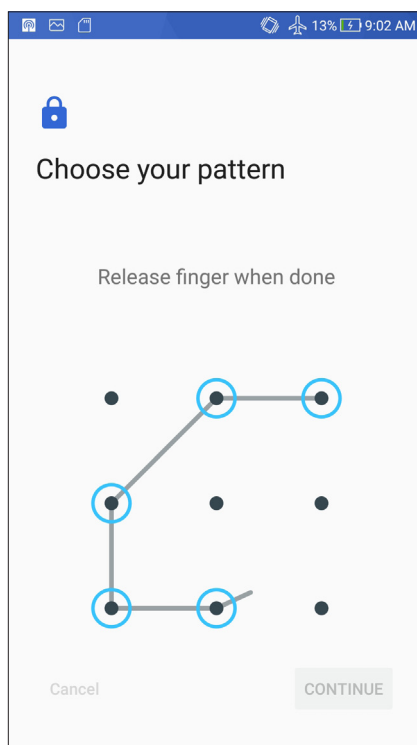 13% 9:02 AM
Choose your pattern
Release finger when done
Cancel CONTINUE